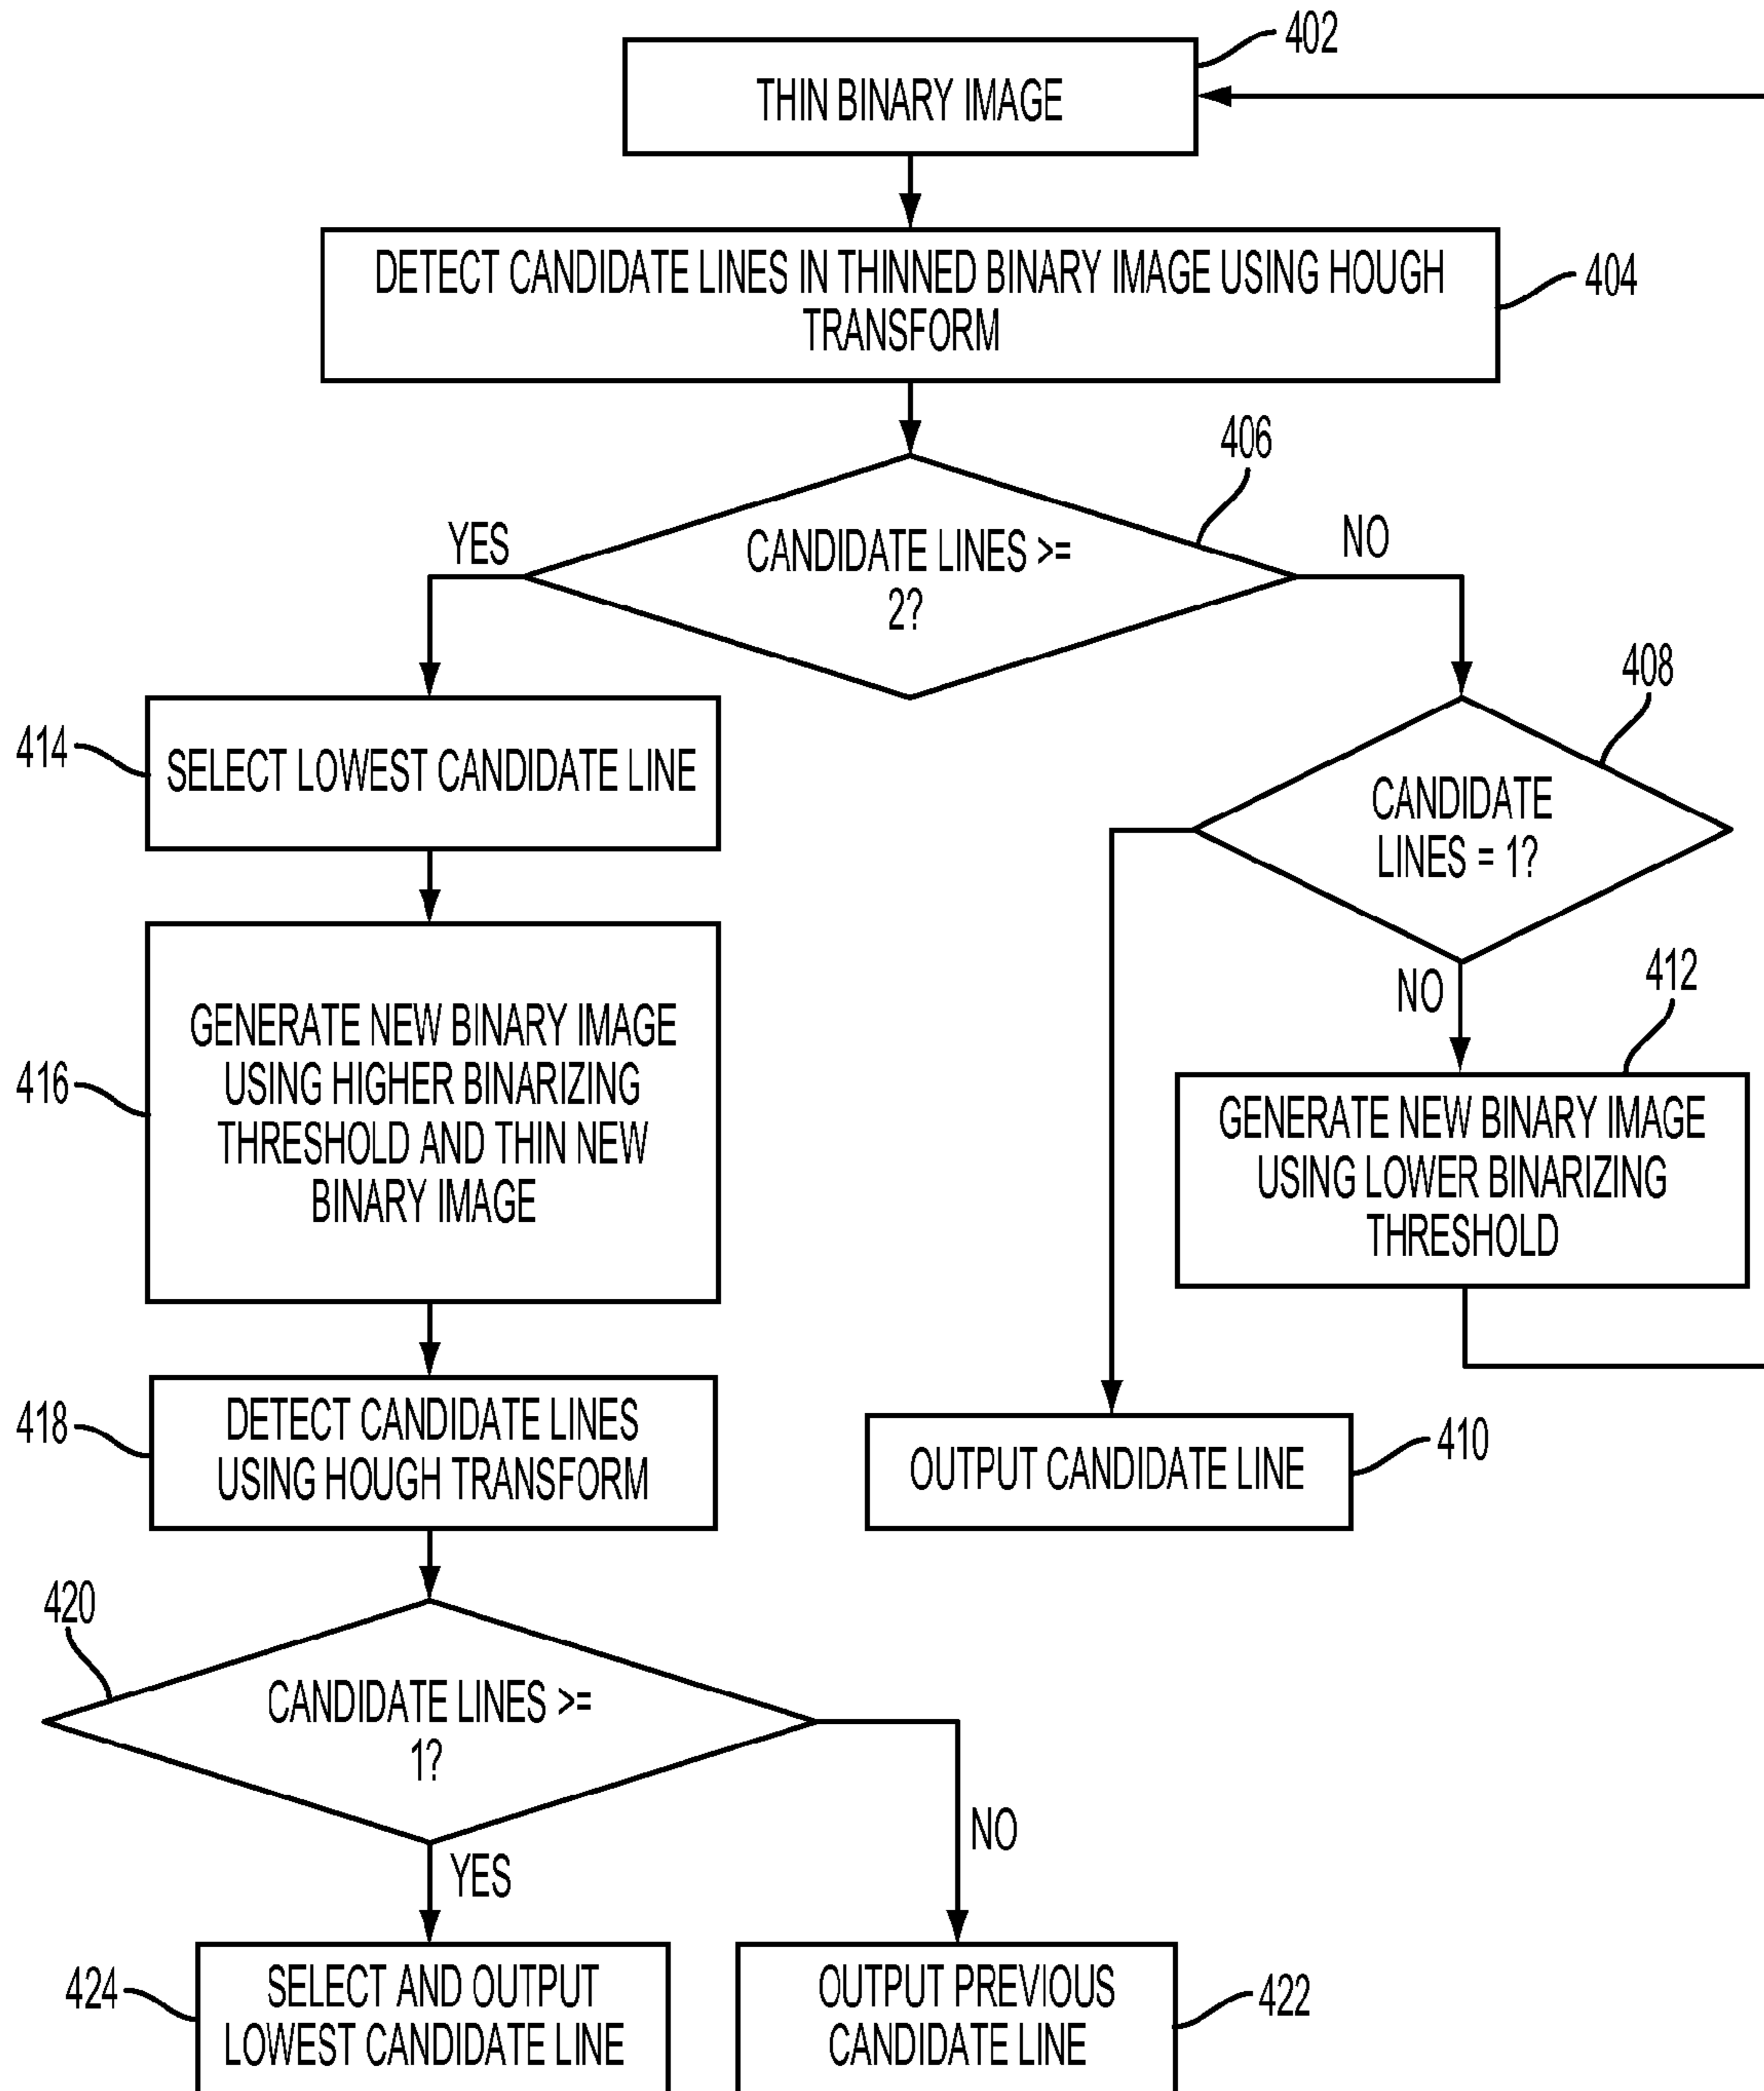 402
THIN BINARY IMAGE
DETECT CANDIDATE LINES IN THINNED BINARY IMAGE USING HOUGH
TRANSFORM
404
406
YES
CANDIDATE LINES >=
2?
NO
408
414
SELECT LOWEST CANDIDATE LINE
CANDIDATE
LINES = 1?
NO
412
416
GENERATE NEW BINARY IMAGE
USING HIGHER BINARIZING
THRESHOLD AND THIN NEW
BINARY IMAGE
GENERATE NEW BINARY IMAGE
USING LOWER BINARIZING
THRESHOLD
418
DETECT CANDIDATE LINES
USING HOUGH TRANSFORM
OUTPUT CANDIDATE LINE
410
420
CANDIDATE LINES >=
1?
NO
YES
424
SELECT AND OUTPUT
LOWEST CANDIDATE LINE
OUTPUT PREVIOUS
CANDIDATE LINE
422